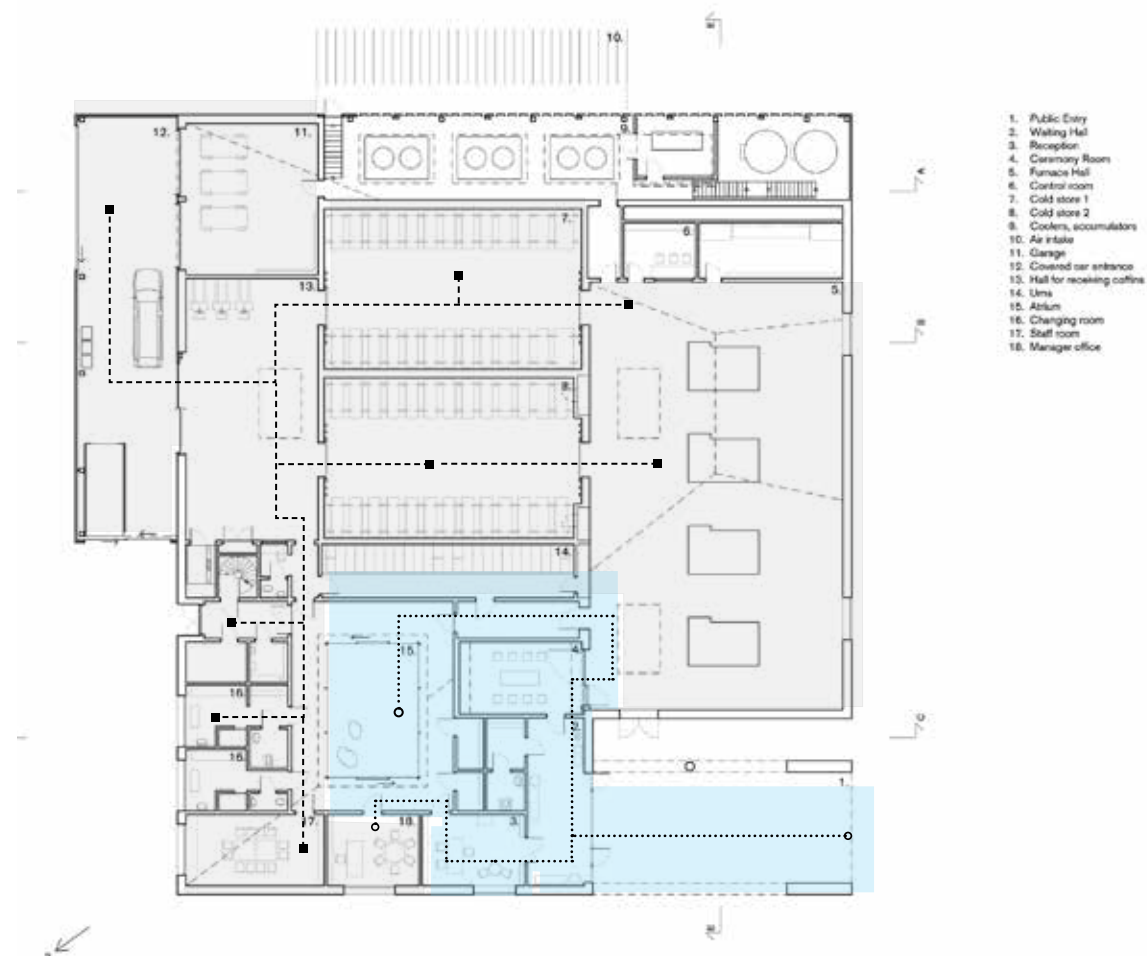 10.
12.
11.
A
7.
6.
1. Public Entry
2. Waiting Hall
3. Reception
4. Ceremony Room
5. Furnace Hall
6. Control room
7. Cold store 1
8. Cold store 2
9. Coolers, accumulators
10. Air intake
11. Garage
12. Covered car entrance
13. Hall for receiving coffins
14. Urns
15. Atrium
16. Changing room
17. Staff room
18. Manager office
13.
5.
B
14.
15.
4.
16.
2.
C
16.
1.
17.
18.
3.